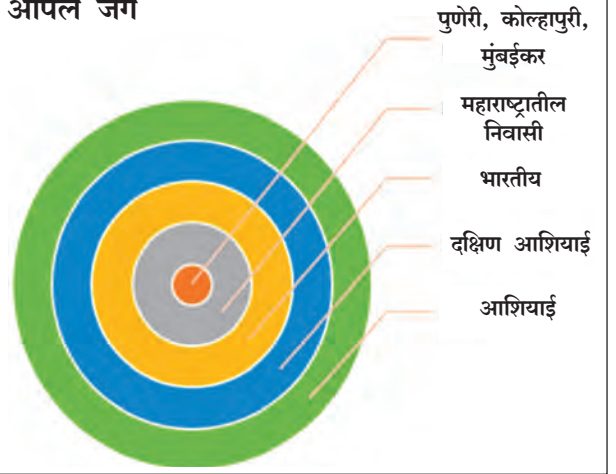 आपले जग
पुणेरी, कोल्हापुरी,
मुंबईकर
महाराष्ट्रातील
निवासी
भारतीय
दक्षिण आशियाई
आशियाई